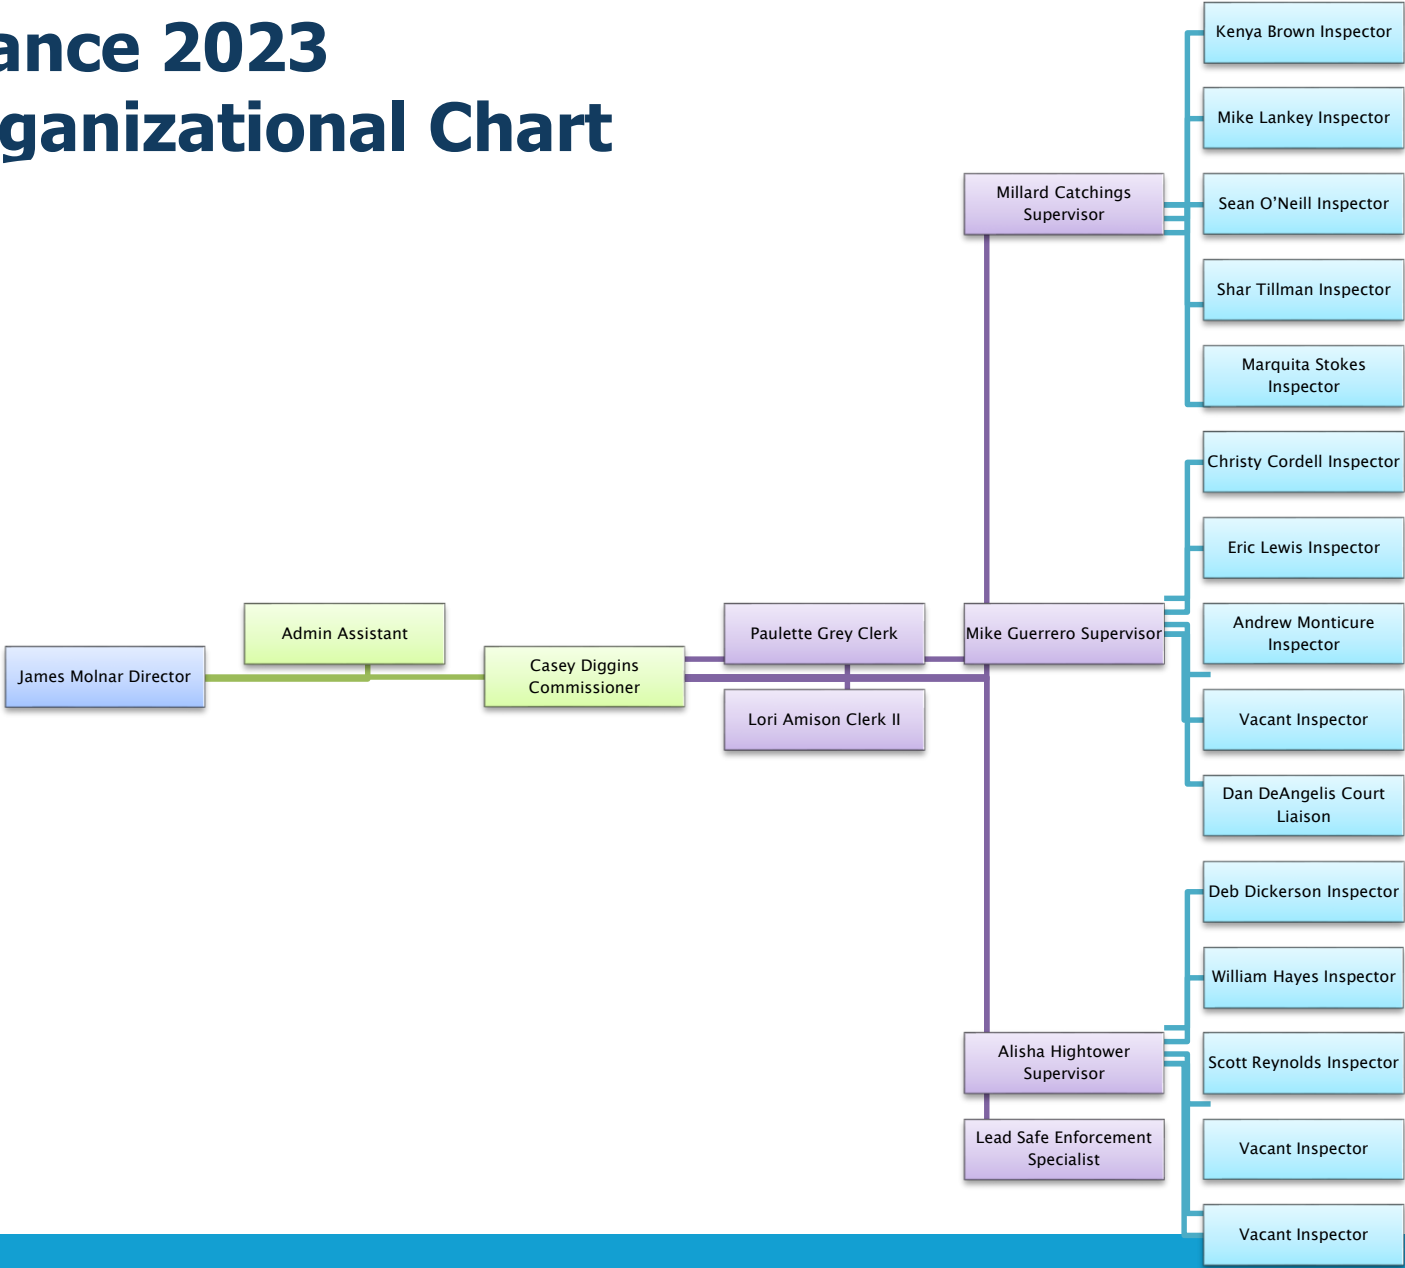 ance 2023
ganizational Chart
James Molnar Director
Admin Assistant
Casey Diggins
Commissioner
Paulette Grey Clerk
Lori Amison Clerk II
Millard Catchings
Supervisor
Kenya Brown Inspector
Mike Lankey Inspector
Sean O’Neill Inspector
Shar Tillman Inspector
Marquita Stokes
Inspector
Mike Guerrero Supervisor
Christy Cordell Inspector
Eric Lewis Inspector
Andrew Monticure
Inspector
Vacant Inspector
Dan DeAngelis Court
Liaison
Alisha Hightower
Supervisor
Deb Dickerson Inspector
William Hayes Inspector
Scott Reynolds Inspector
Vacant Inspector
Vacant Inspector
Lead Safe Enforcement
Specialist